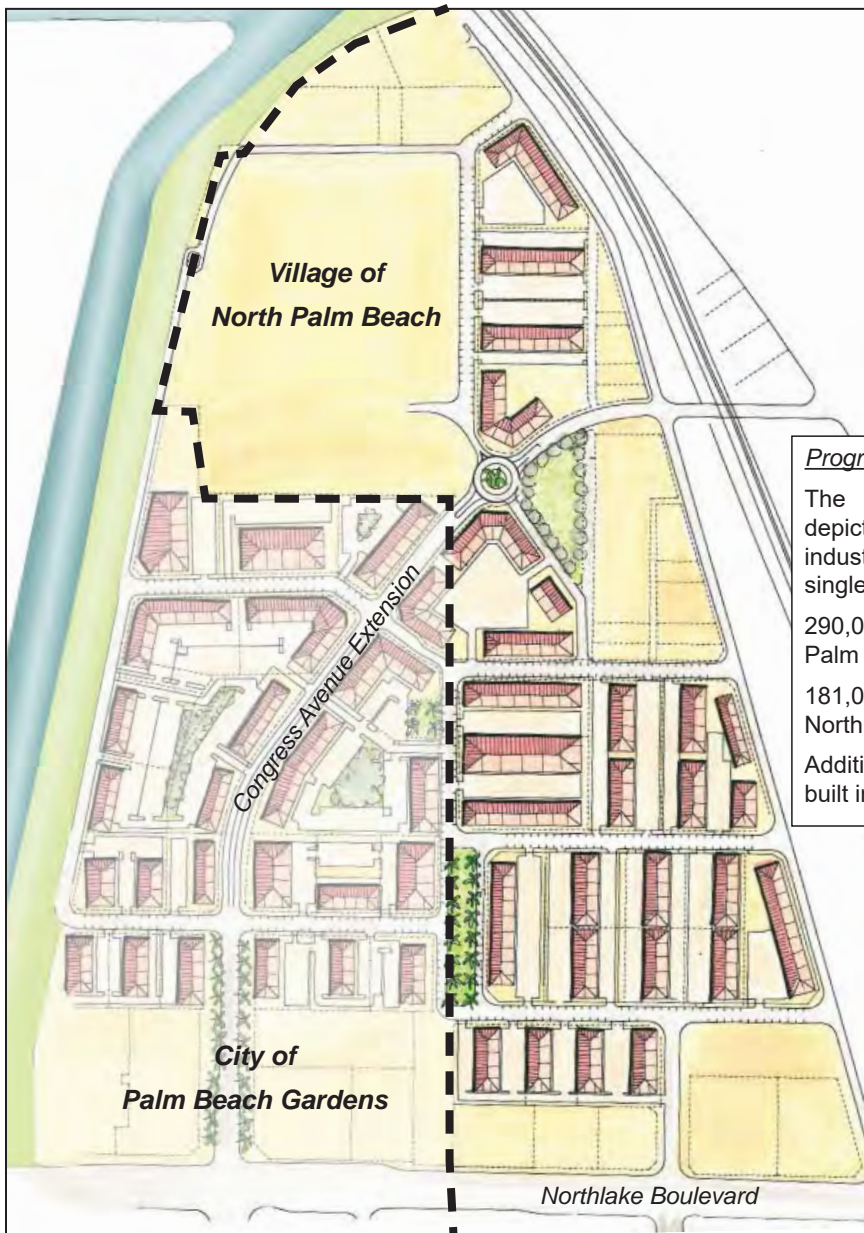 Village of
North Palm Beach
Congress Avenue Extension
City of
Palm Beach Gardens
Northlake Boulevard
Progr
The
depict
indust
single
290,0
Palm
181,0
North
Additi
built in